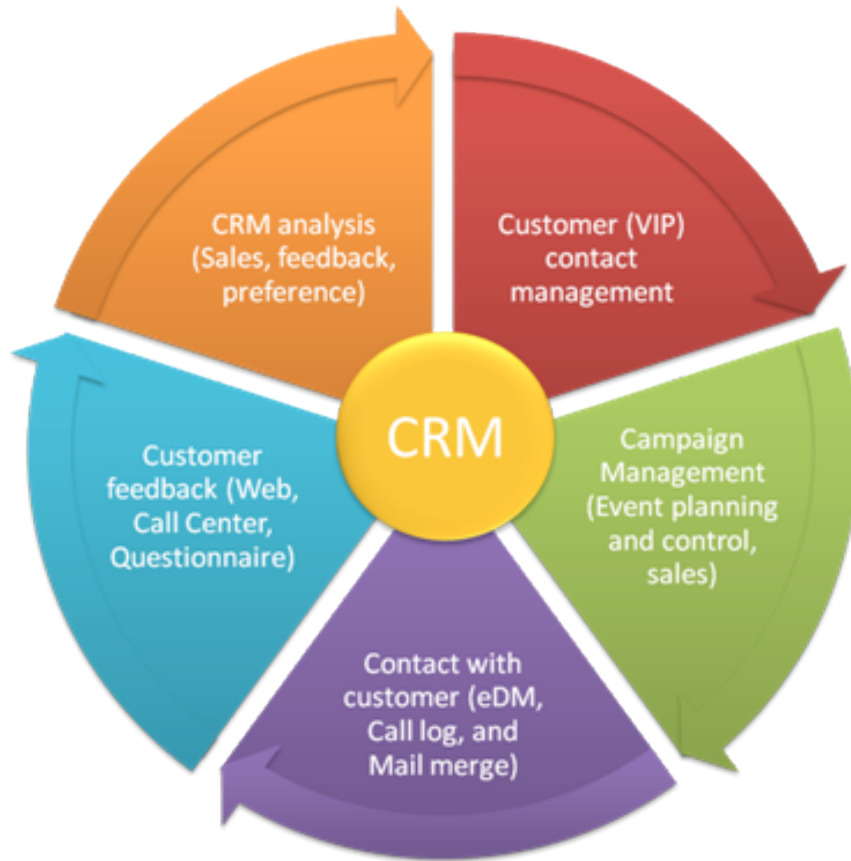 CRM analysis
(Sales, feedback,
preference)
Customer (VIP)
contact
management
CRM
Campaign
Management
(Event planning
and control,
sales)
Customer
feedback (Web,
Call Center,
Questionnaire)
Contact with
customer (eDM,
Call log, and
Mail merge)